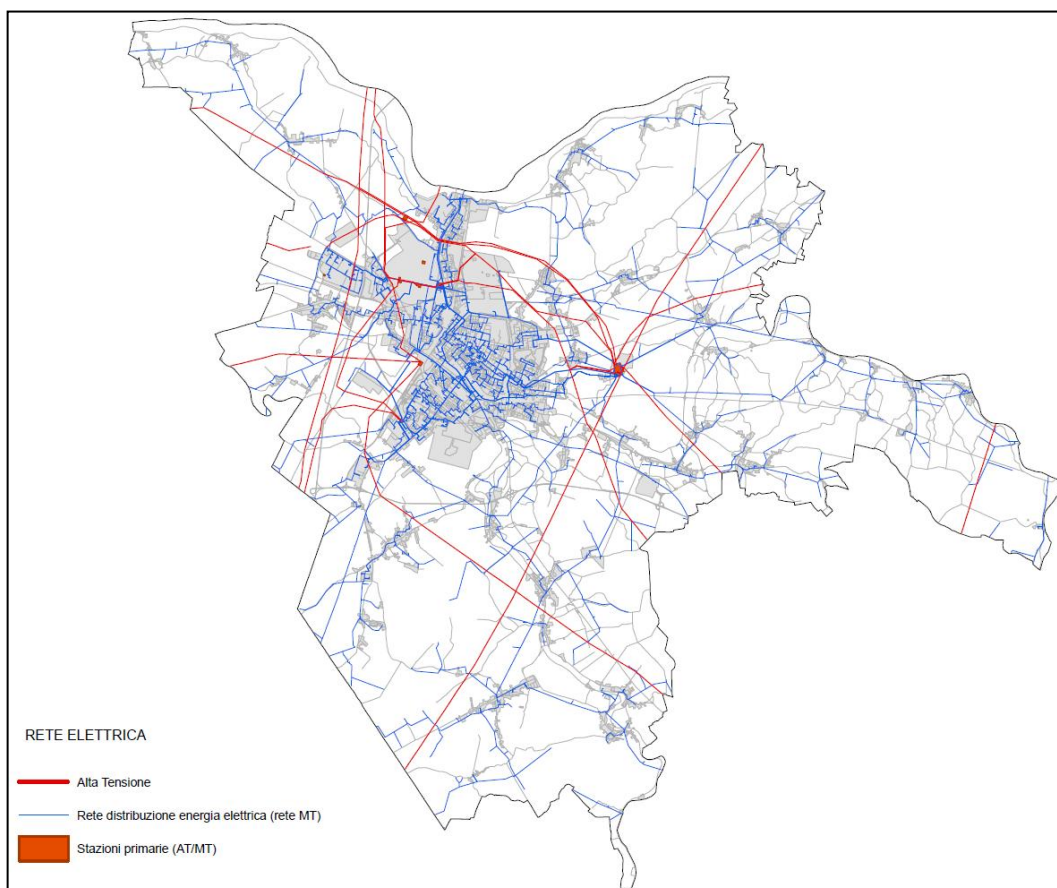 RETE ELETTRICA
Alta Tensione
Rete distribuzione energia elettrica (rete MT)
Stazioni primarie (AT/MT)